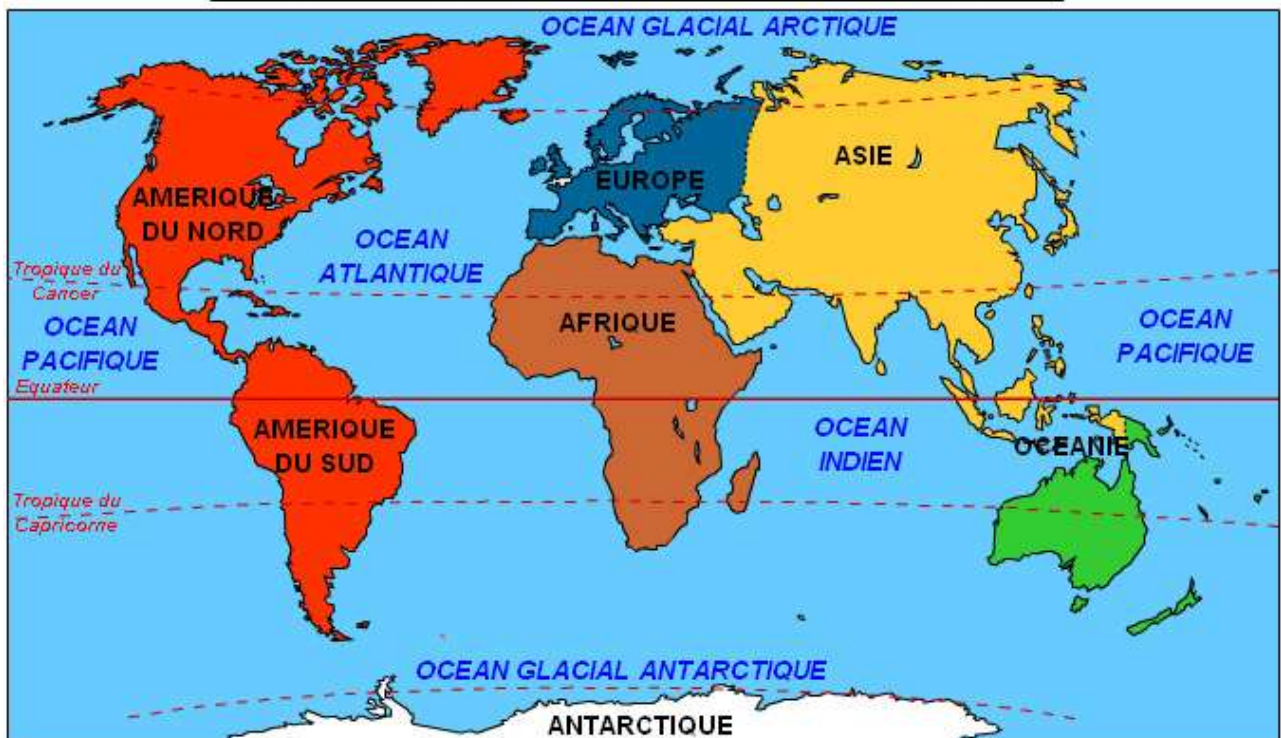 OCEAN GLACIAL ARCTIQUE
ASIE
EUROPE
AMERIQUE
DU NORD
OCEAN
ATLANTIQUE
Tropique du
Cancer
OCEAN
PACIFIQUE
AFRIQUE
OCEAN
PACIFIQUE
Equateur
AMERIQUE
DU SUD
OCEAN
INDIEN
OCEANIE
Tropique du
Capricorne
OCEAN GLACIAL ANTARCTIQUE
ANTARCTIQUE